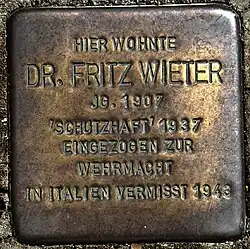 HIER WOHNTE
DR. FRITZ WIETER
JG. 1907
'SCHUTZHAFT' 1937
EINGEZOGEN ZUR
WEHRMACHT
IN ITALIEN VERMISST 1943